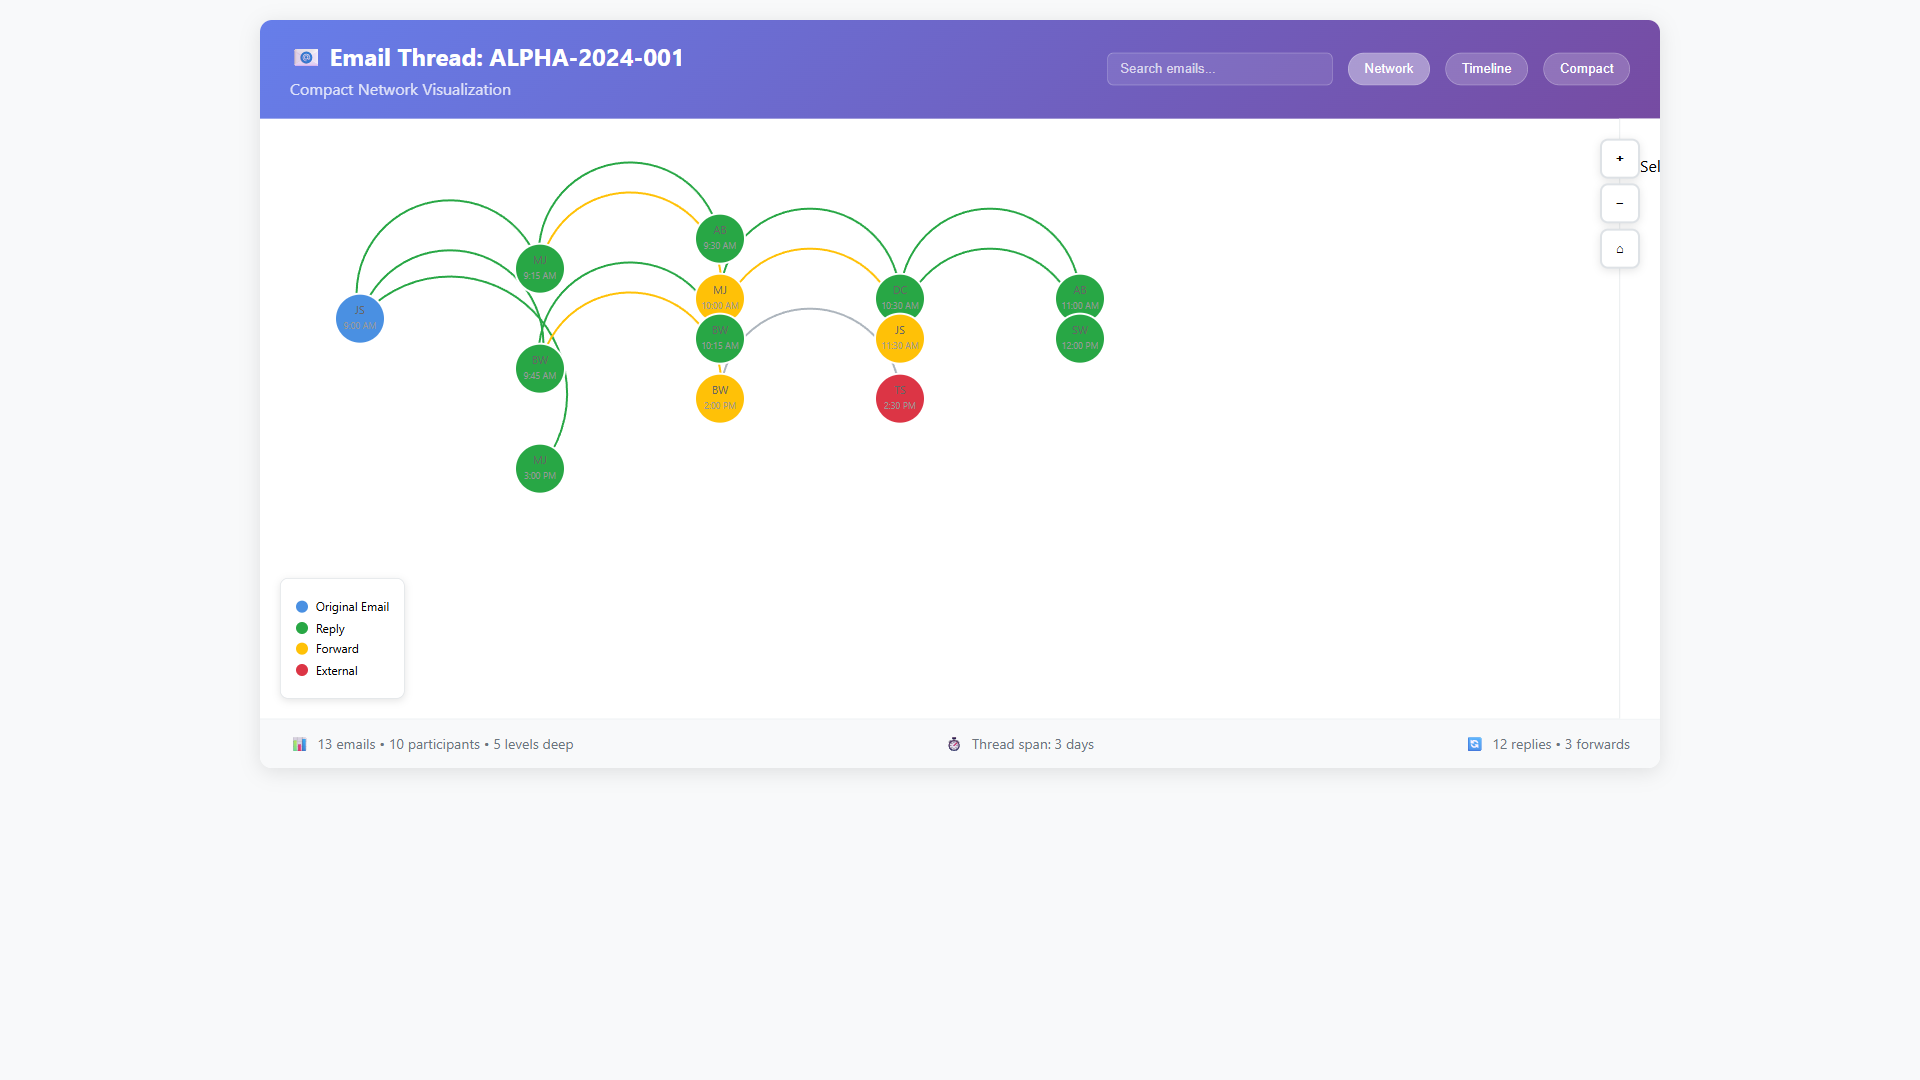 Email Thread: ALPHA-2024-001
Compact Network Visualization
Search emails...
Network
Timeline
Compact
+
Sel
−
⌂
AB
9:30 AM
MJ
9:15 AM
JS
9:00 AM
MJ
10:00 AM
DC
10:30 AM
AB
11:00 AM
BW
10:15 AM
JS
11:30 AM
SW
12:00 PM
BW
9:45 AM
BW
2:00 PM
2:30 PM
MJ
3:00 PM
Original Email
Reply
Forward
External
13 emails • 10 participants • 5 levels deep
Thread span: 3 days
12 replies • 3 forwards